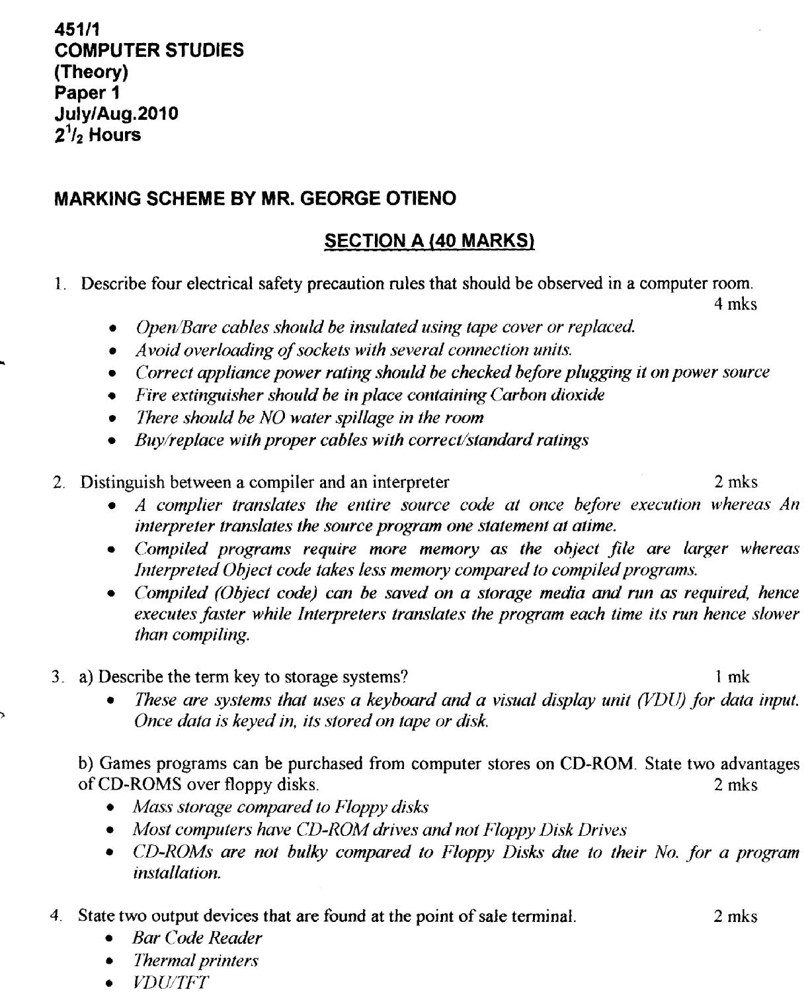 451/1
COMPUTER STUDIES
(Theory)
Paper 1
July/Aug.2010
2 1/2 Hours
MARKING SCHEME BY MR. GEORGE OTIENO
SECTION A (40 MARKS)
1. Describe four electrical safety precaution rules that should be observed in a computer room.
4 mks
• Open/Bare cables should be insulated using tape cover or replaced.
• Avoid overloading of sockets with several connection units.
• Correct appliance power rating should be checked before plugging it on power source
• Fire extinguisher should be in place containing Carbon dioxide
• There should be NO water spillage in the room
• Buy/replace with proper cables with correct/standard ratings
2. Distinguish between a compiler and an interpreter 2 mks
• A complier translates the entire source code at once before execution whereas An
interpreter translates the source program one statement at atime.
• Compiled programs require more memory as the object file are larger whereas
Interpreted Object code takes less memory compared to compiled programs.
• Compiled (Object code) can be saved on a storage media and run as required, hence
executes faster while Interpreters translates the program each time its run hence slower
than compiling.
3. a) Describe the term key to storage systems? 1 mk
• These are systems that uses a keyboard and a visual display unit (VDU) for data input.
Once data is keyed in, its stored on tape or disk.
b) Games programs can be purchased from computer stores on CD-ROM. State two advantages
of CD-ROMS over floppy disks. 2 mks
• Mass storage compared to Floppy disks
• Most computers have CD-ROM drives and not Floppy Disk Drives
• CD-ROMs are not bulky compared to Floppy Disks due to their No. for a program
installation.
4. State two output devices that are found at the point of sale terminal. 2 mks
• Bar Code Reader
• Thermal printers
• VDU/TFT